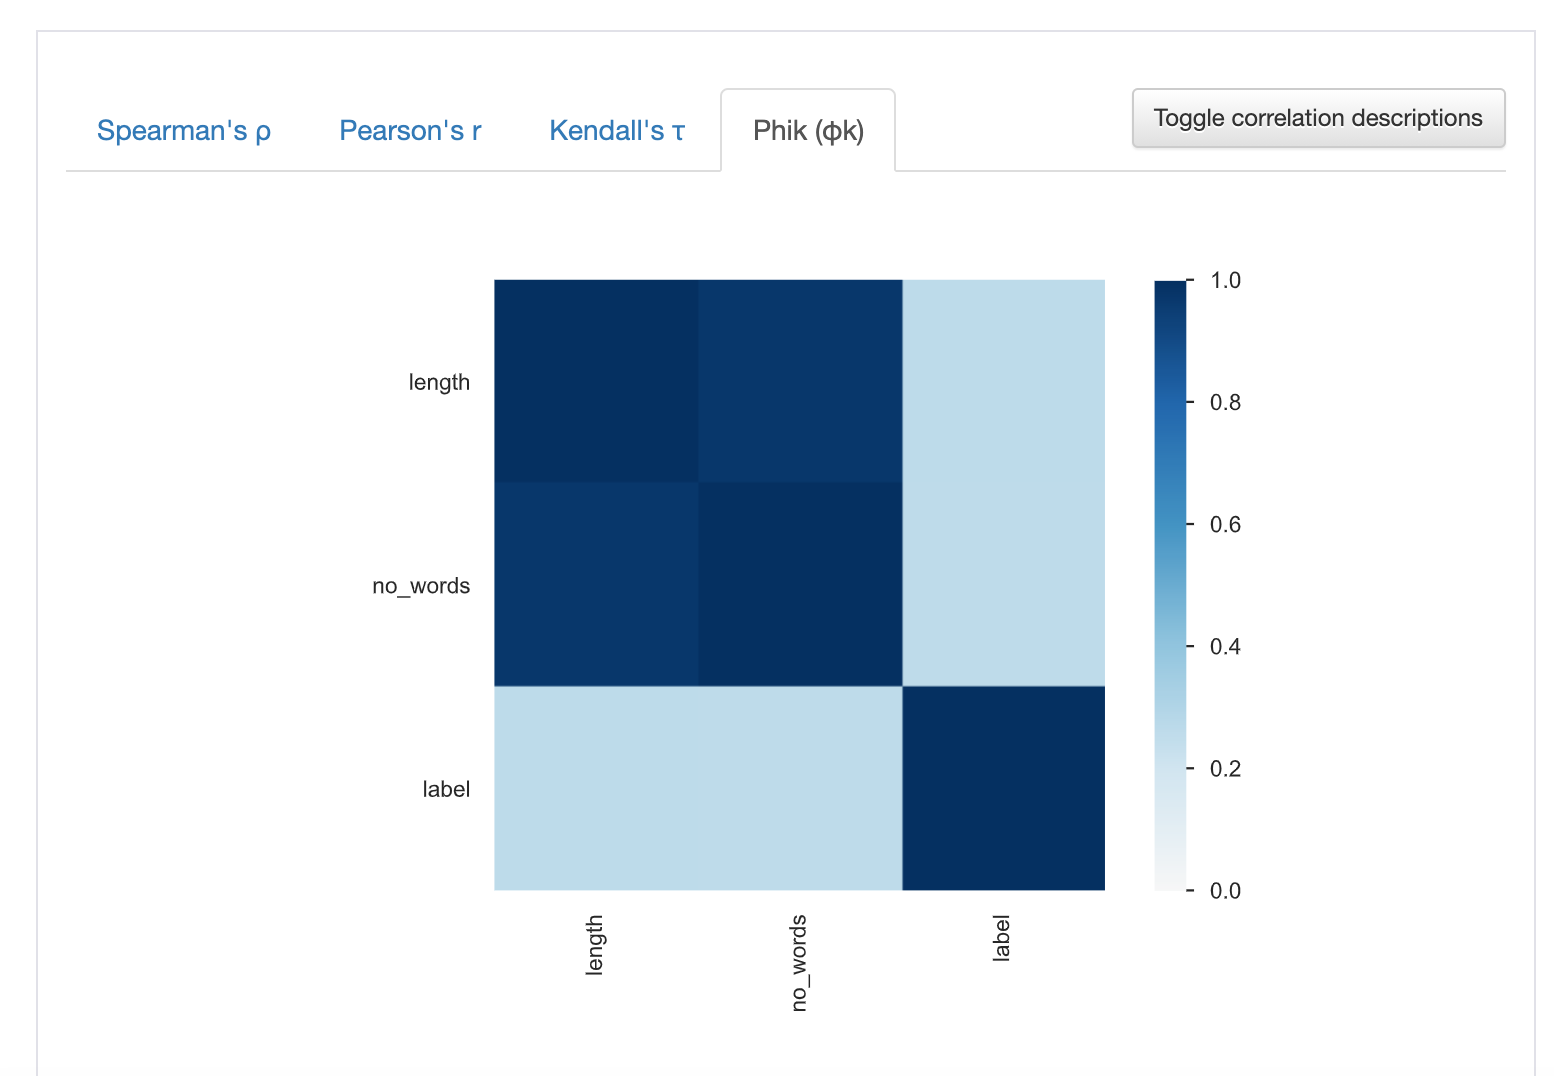 Spearman's ρ
Pearson's r
Kendall's τ
Phik (φk)
Toggle correlation descriptions
1.0
0.8
0.6
0.4
0.2
0.0
length
no_words
label
length
no_words
label